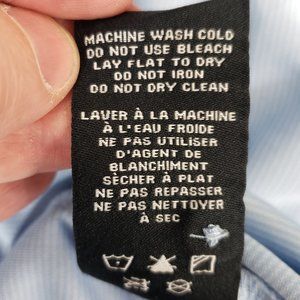 MACHINE WASH COLD
DO NOT USE BLEACH
LAY FLAT TO DRY
DO NOT IRON
DO NOT DRY CLEAN
LAVER À LA MACHINE
À L'EAU FROIDE
NE PAS UTILISER
D'AGENT DE
BLANCHIMENT
SÉCHER À PLAT
NE PAS REPASSER
NE PAS NETTOYER
À SEC